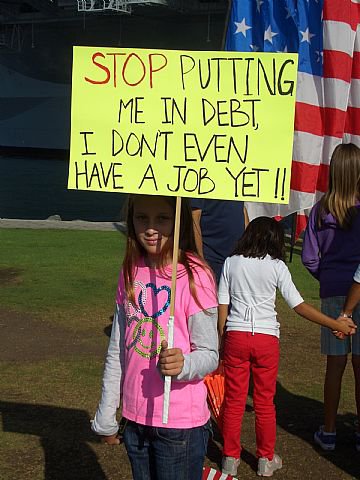 STOP PUTTING
ME IN DEBT,
I DON'T EVEN
HAVE A JOB YET!!